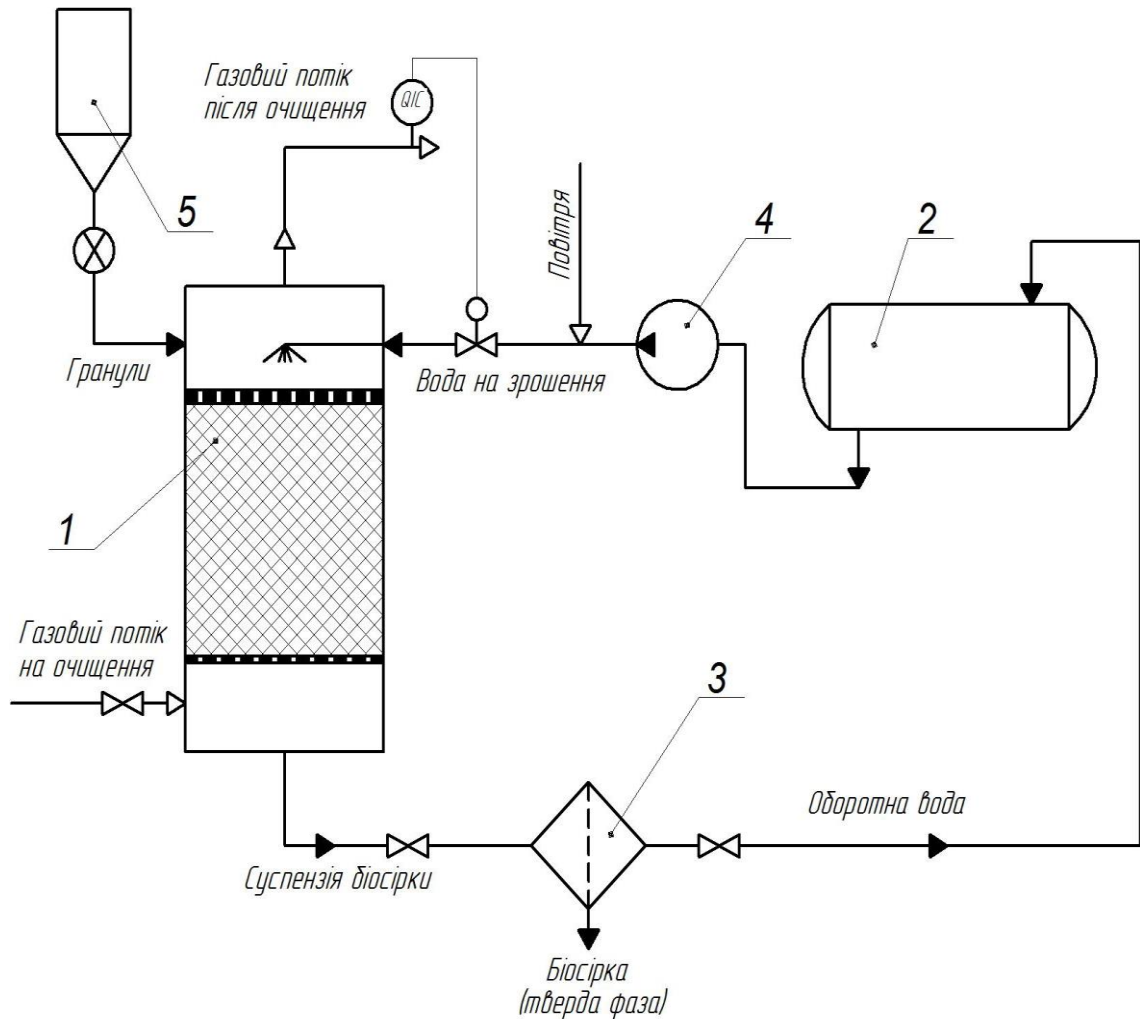 Газовий потік
після очищення
QIC
5
Повітря
4
2
Гранули
Вода на зрошення
1
Газовий потік
на очищення
3
Оборотна вода
Суспензія біосірки
Біосірка
(тверда фаза)